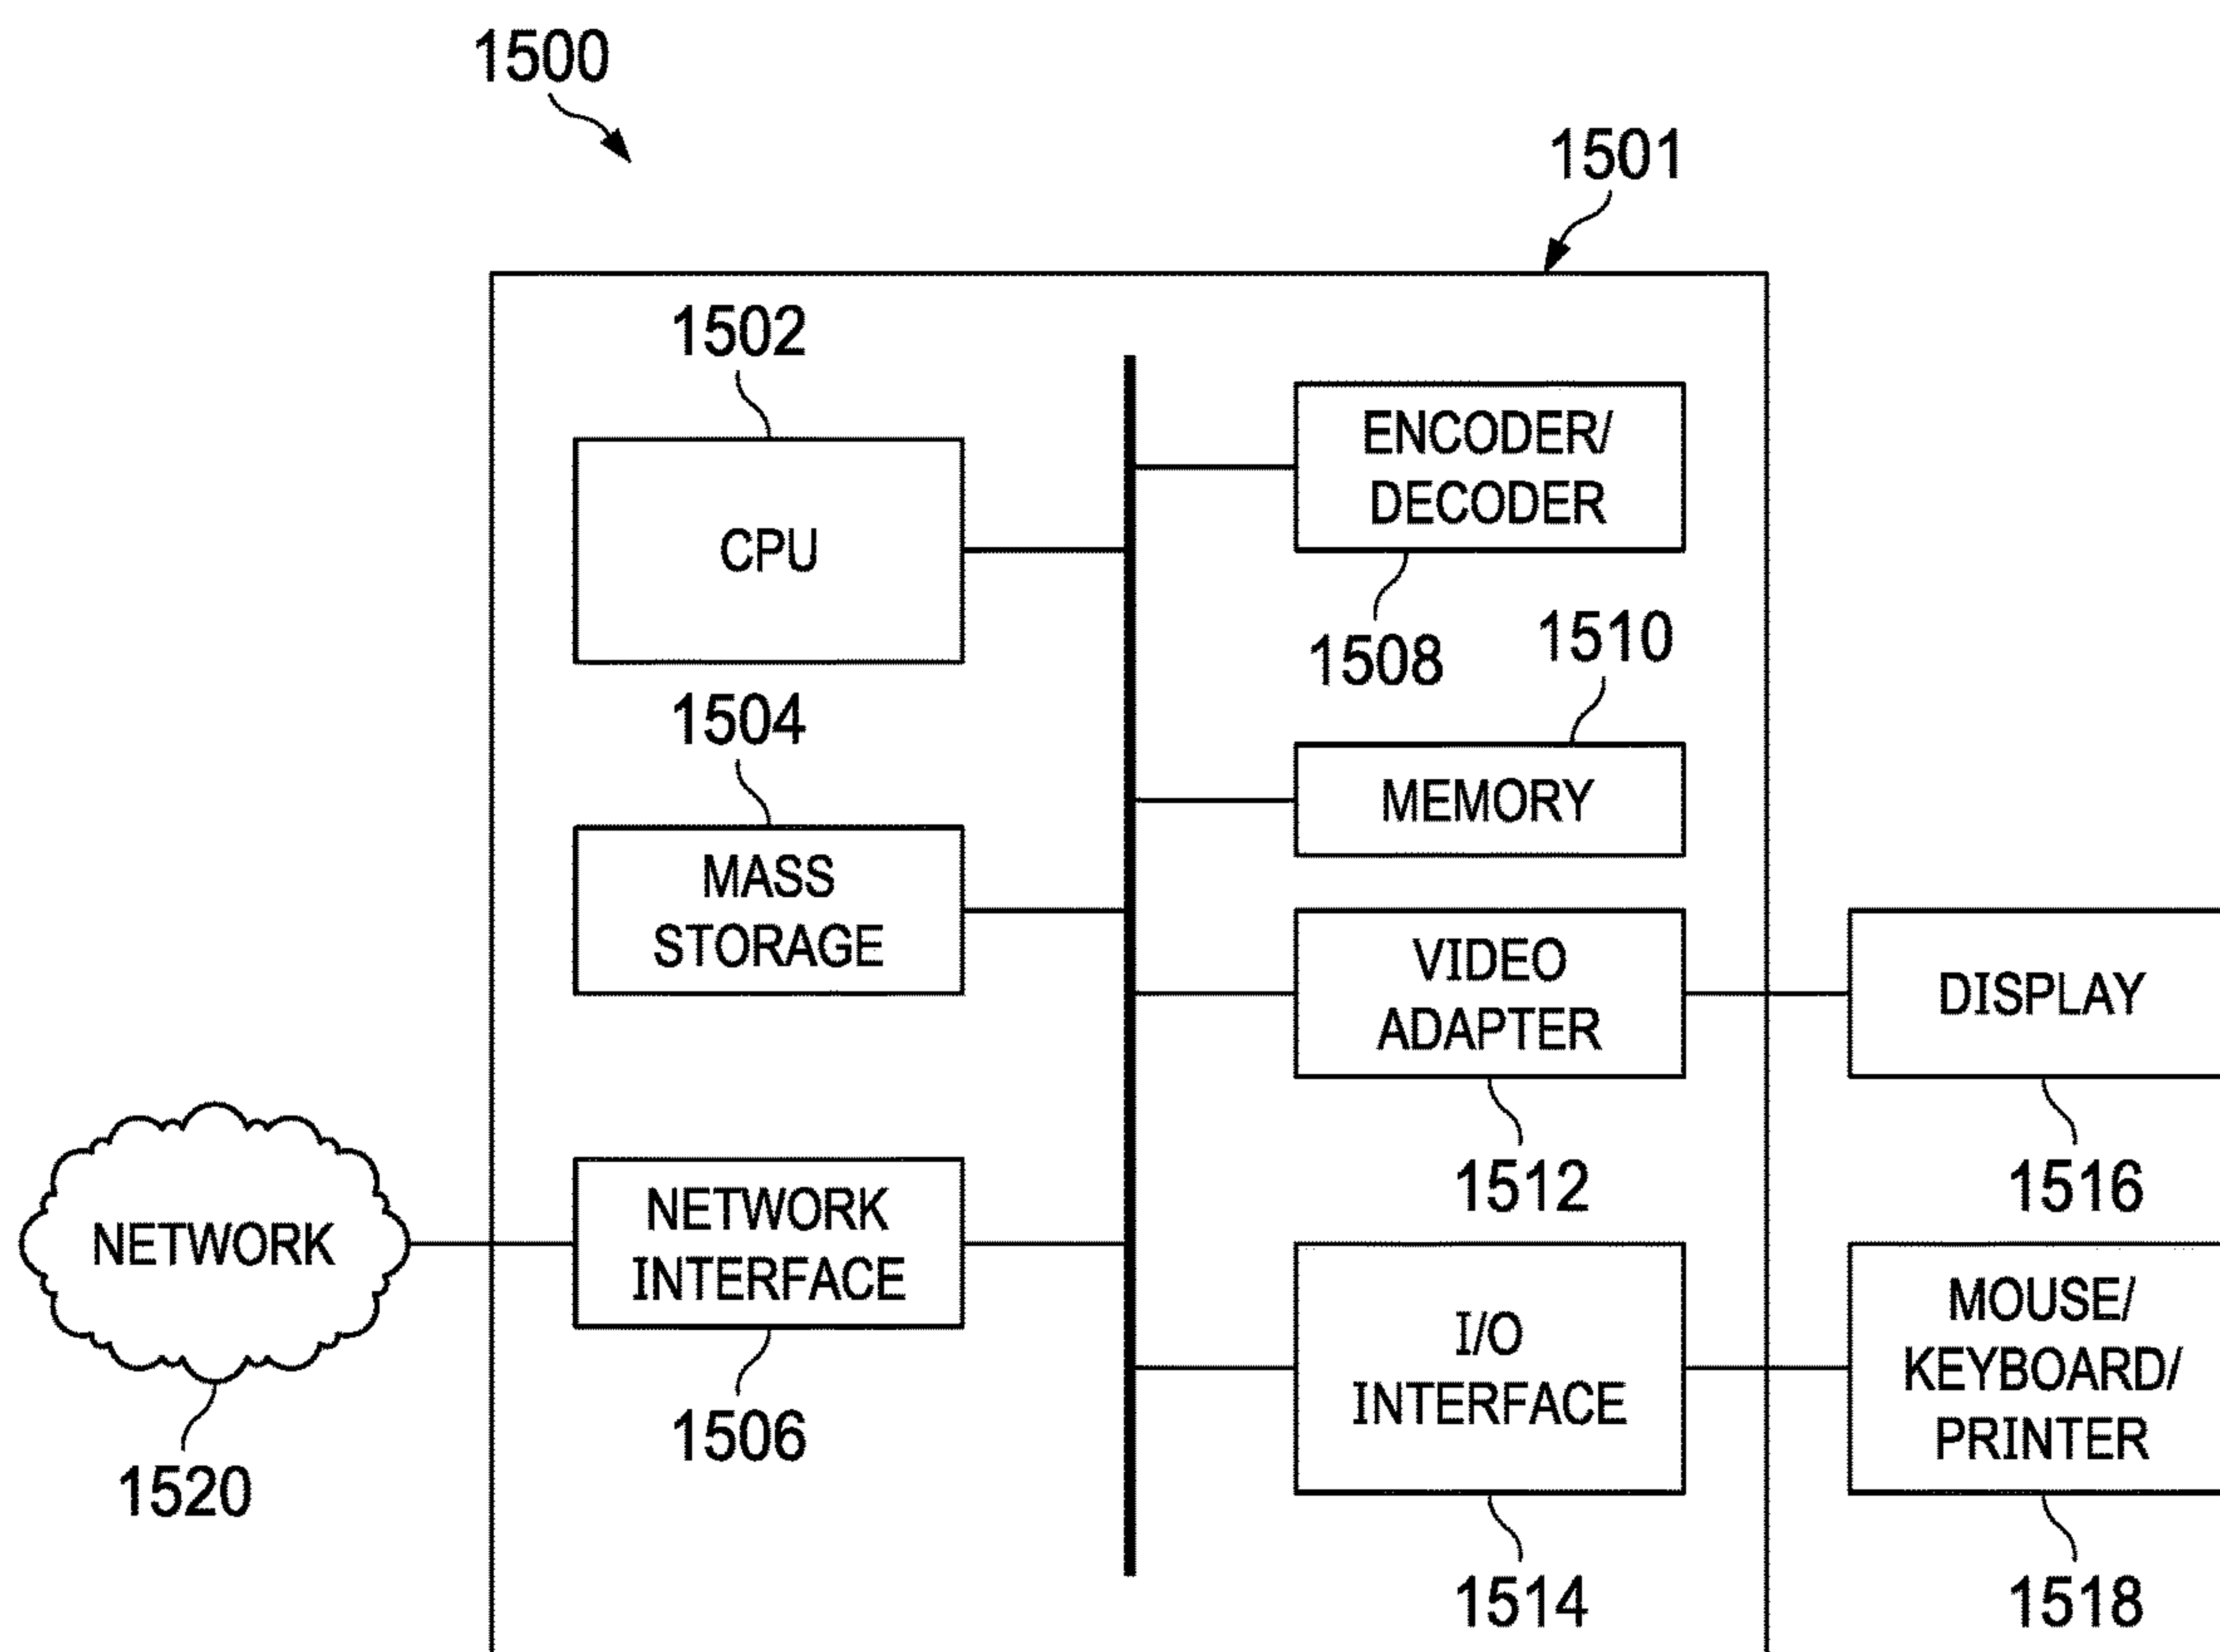 1500
1501
1502
CPU
ENCODER/
DECODER
1508
1510
1504
MASS
STORAGE
MEMORY
VIDEO
ADAPTER
1512
DISPLAY
1516
NETWORK
1520
NETWORK
INTERFACE
1506
I/O
INTERFACE
1514
MOUSE/
KEYBOARD/
PRINTER
1518